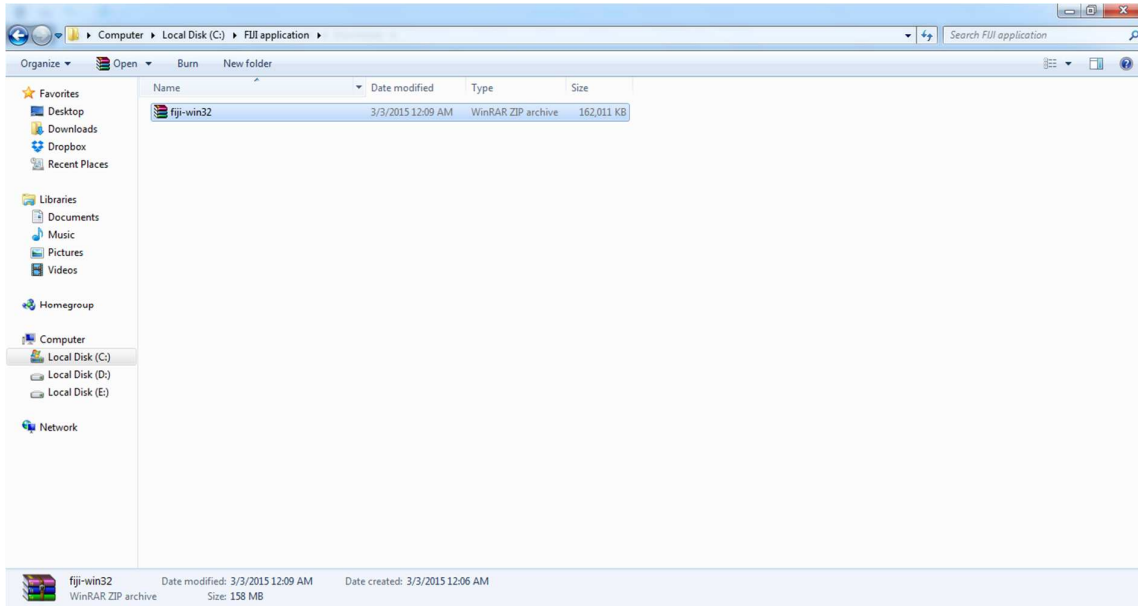 Computer Local Disk (C:) FIJI application
Search FIJI application
Organize Open Burn New folder
Name Date modified Type Size
fiji-win32 3/3/2015 12:09 AM WinRAR ZIP archive 162,011 KB
Favorites
Desktop
Downloads
Dropbox
Recent Places
Libraries
Documents
Music
Pictures
Videos
Homegroup
Computer
Local Disk (C:)
Local Disk (D:)
Local Disk (E:)
Network
fiji-win32 Date modified: 3/3/2015 12:09 AM Date created: 3/3/2015 12:06 AM
WinRAR ZIP archive Size: 158 MB